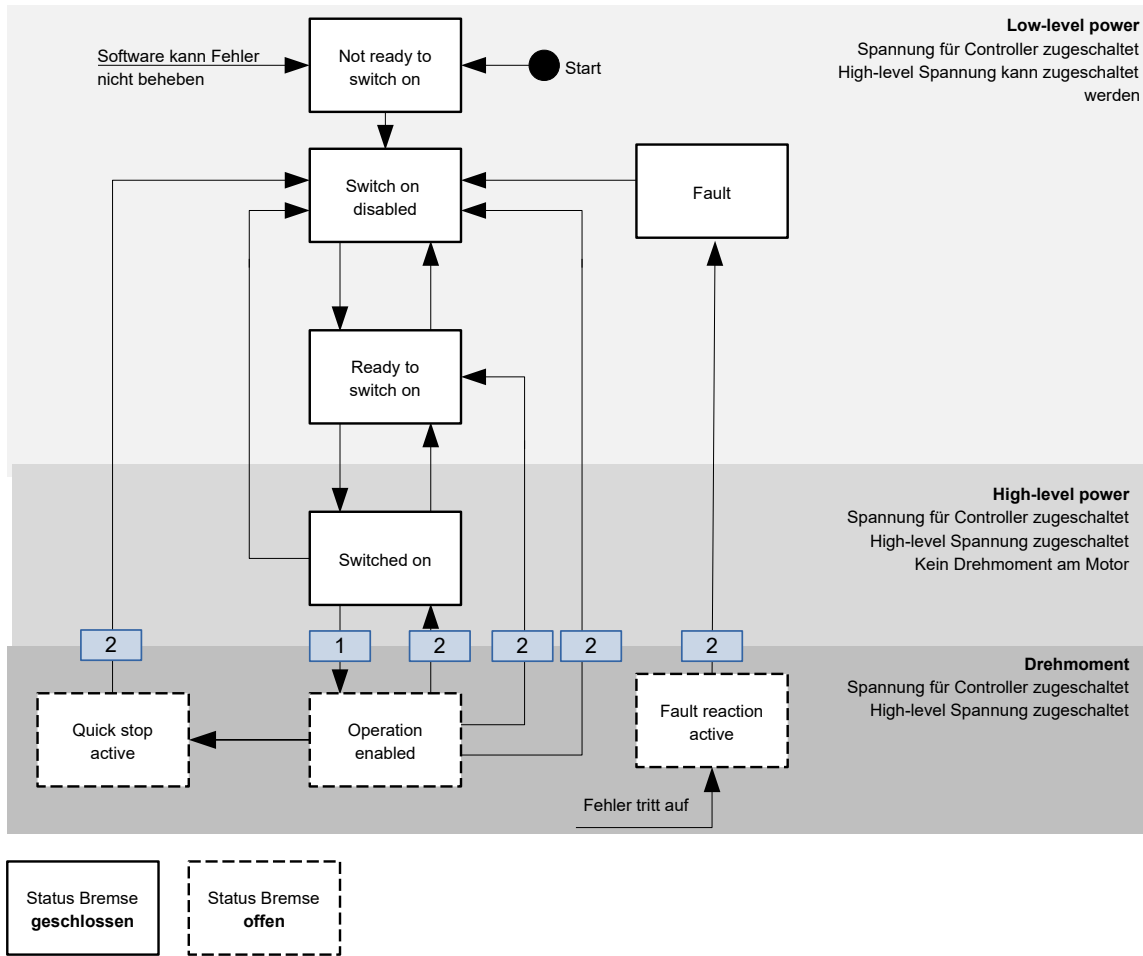 Low-level power
Spannung für Controller zugeschaltet
High-level Spannung kann zugeschaltet
werden
Software kann Fehler
nicht beheben
Not ready to
switch on
Start
Switch on
disabled
Fault
Ready to
switch on
High-level power
Spannung für Controller zugeschaltet
High-level Spannung zugeschaltet
Kein Drehmoment am Motor
Switched on
2
1
2
2
2
2
Drehmoment
Spannung für Controller zugeschaltet
High-level Spannung zugeschaltet
Quick stop
active
Operation
enabled
Fault reaction
active
Fehler tritt auf
Status Bremse
geschlossen
Status Bremse
offen